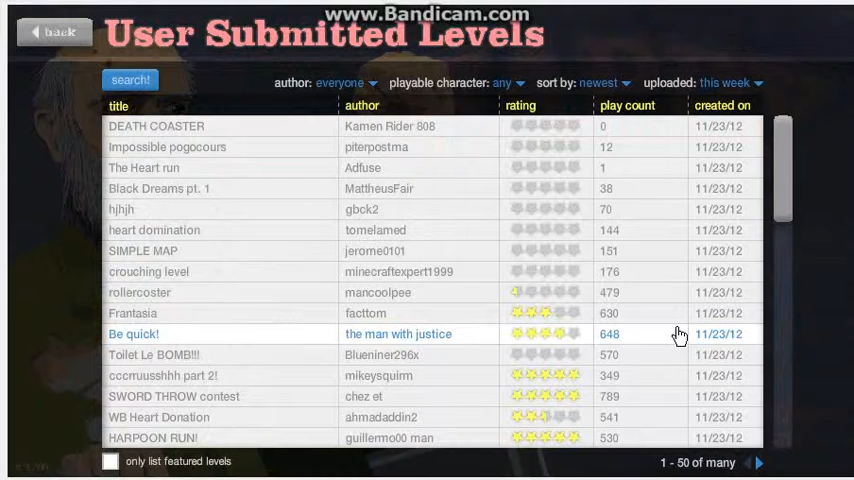 www.Bandicam.com
back
User Submitted Levels
search! author: everyone playable character: any sort by: newest uploaded: this week
title author rating play count created on
DEATH COASTER Kamen Rider 808 0 11/23/12
Impossible pogocours piterpostma 12 11/23/12
The Heart run Adfuse 1 11/23/12
Black Dreams pt. 1 MattheusFair 38 11/23/12
hjhjh gbck2 70 11/23/12
heart domination tomelamed 144 11/23/12
SIMPLE MAP jerome0101 151 11/23/12
crouching level minecraftexpert1999 176 11/23/12
rollercoster mancoolpee 479 11/23/12
Frantasia facttom 630 11/23/12
Be quick! the man with justice 648 11/23/12
Toilet Le BOMB!!! Blueniner296x 570 11/23/12
cccrruusshhh part 2! mikeysquirm 349 11/23/12
SWORD THROW contest chez et 789 11/23/12
WB Heart Donation ahmadaddin2 541 11/23/12
HARPOON RUN! guillermo00 man 530 11/23/12
only list featured levels 1 - 50 of many